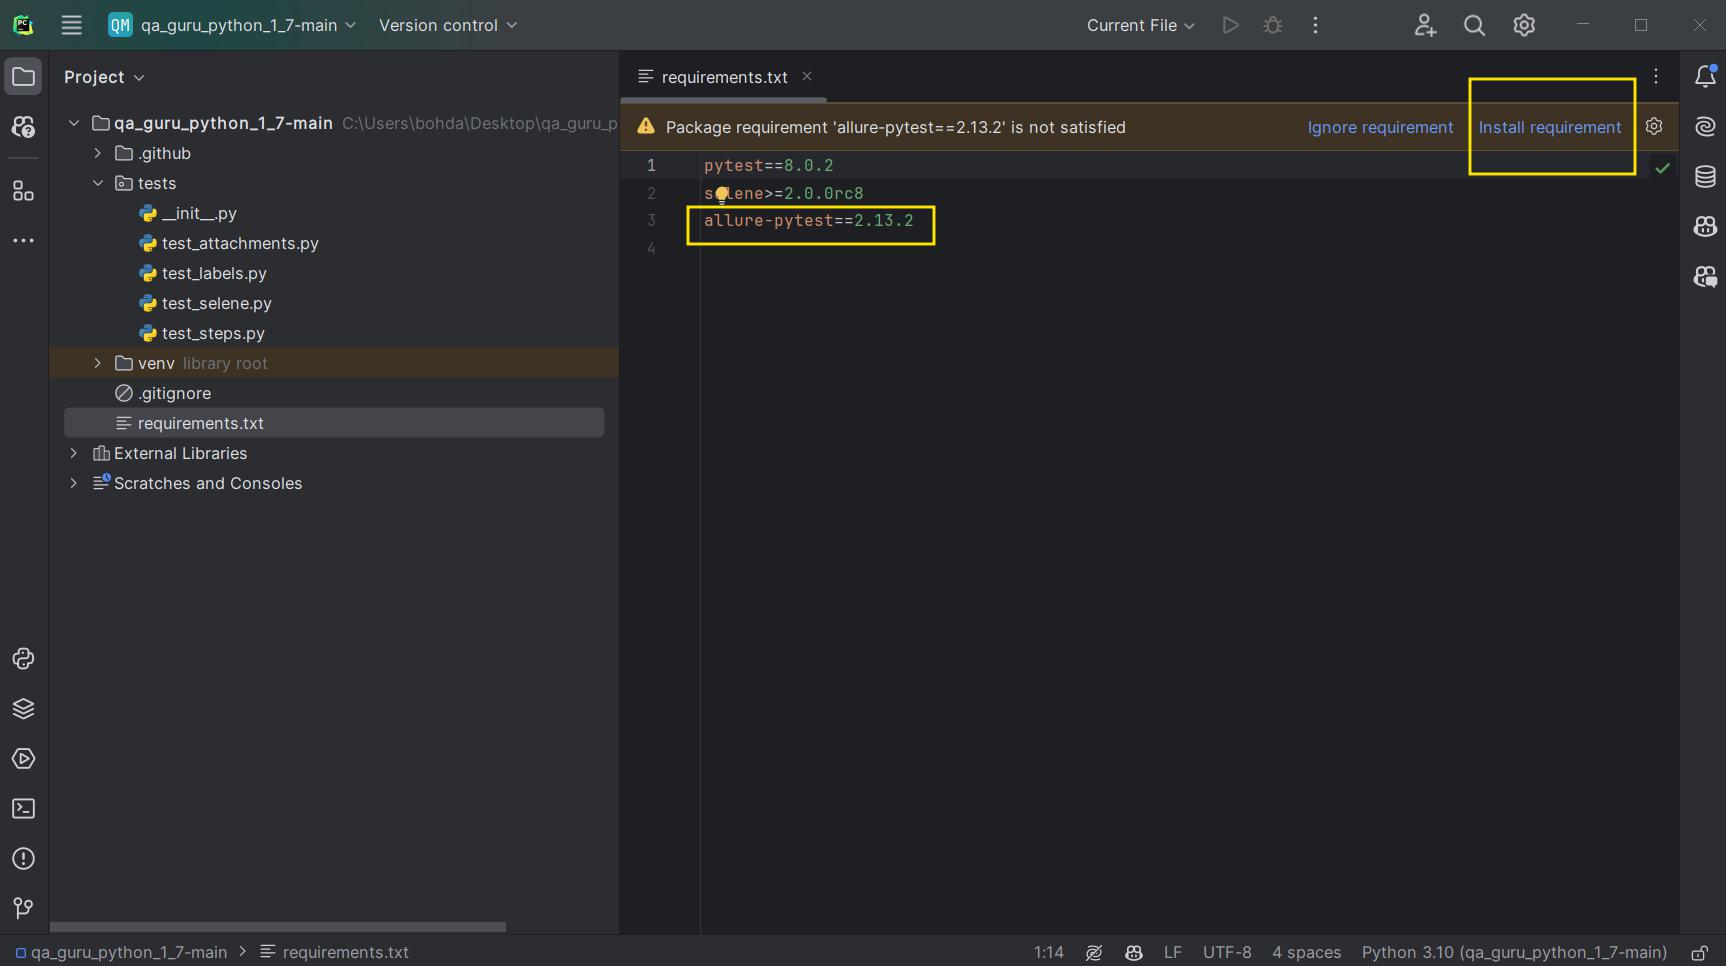 QM qa_guru_python_1_7-main Version control Current File
Project
requirements.txt
qa_guru_python_1_7-main C:\Users\bohda\Desktop\qa_guru_p
Package requirement 'allure-pytest==2.13.2' is not satisfied Ignore requirement Install requirement
.github
tests
__init__.py
test_attachments.py
test_labels.py
test_selene.py
test_steps.py
venv library root
.gitignore
requirements.txt
External Libraries
Scratches and Consoles
1 pytest==8.0.2
2 selene>=2.0.0rc8
3 allure-pytest==2.13.2
4
qa_guru_python_1_7-main > requirements.txt 1:14 LF UTF-8 4 spaces Python 3.10 (qa_guru_python_1_7-main)